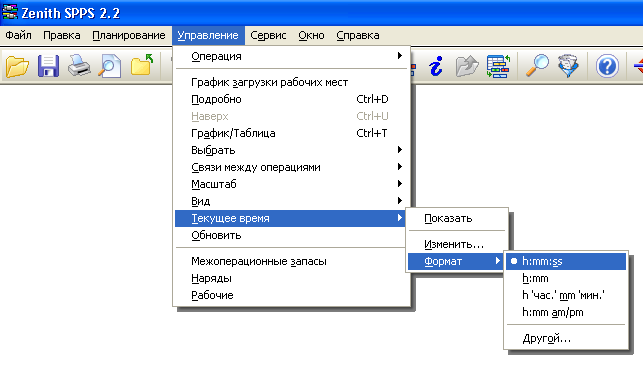 Zenith SPPS 2.2
Файл Правка Планирование Управление Сервис Окно Справка
Операция
График загрузки рабочих мест
Подробно Ctrl+D
Наверх Ctrl+U
График/Таблица Ctrl+T
Выбрать
Связи между операциями
Масштаб
Вид
Текущее время
Обновить
Межоперационные запасы
Наряды
Рабочие
Показать
Изменить...
Формат
h:mm:ss
h:mm
h 'час.' mm 'мин.'
h:mm am/pm
Другой...